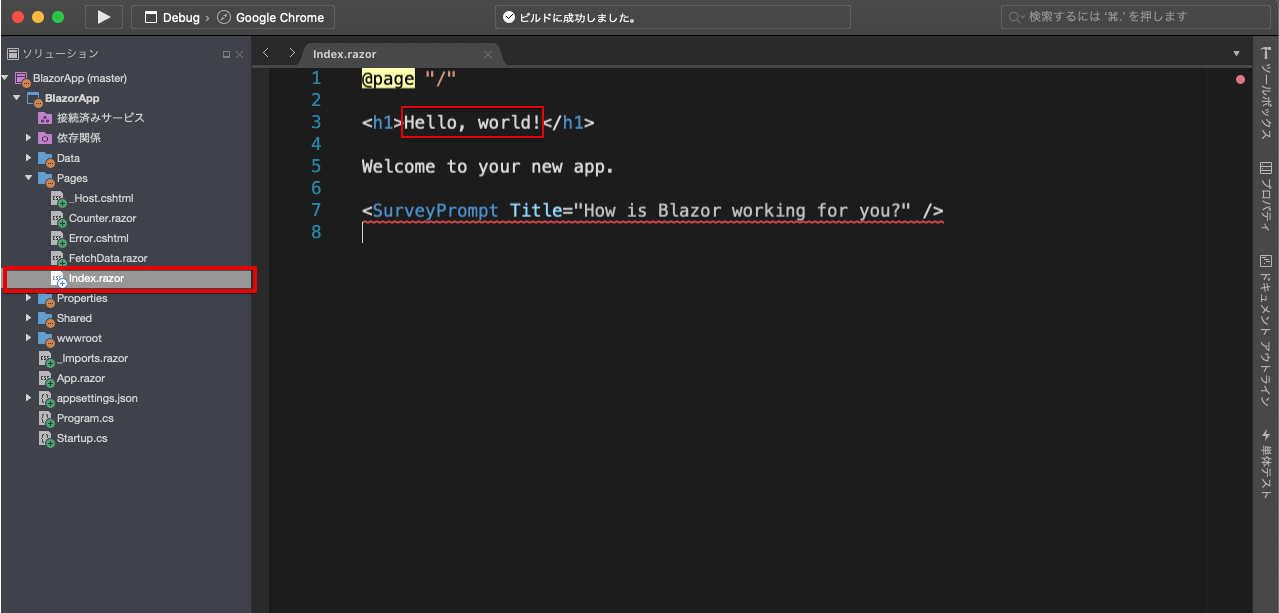 Debug › Google Chrome
ビルドに成功しました。
検索するには '⌘.' を押します
ソリューション
BlazorApp (master)
BlazorApp
接続済みサービス
依存関係
Data
Pages
_Host.cshtml
Counter.razor
Error.cshtml
FetchData.razor
Index.razor
Properties
Shared
wwwroot
_Imports.razor
App.razor
appsettings.json
Program.cs
Startup.cs
Index.razor
1 @page "/"
2
3 <h1>Hello, world!</h1>
4
5 Welcome to your new app.
6
7 <SurveyPrompt Title="How is Blazor working for you?" />
8
ツールボックス
プロパティ
ドキュメント アウトライン
単体テスト